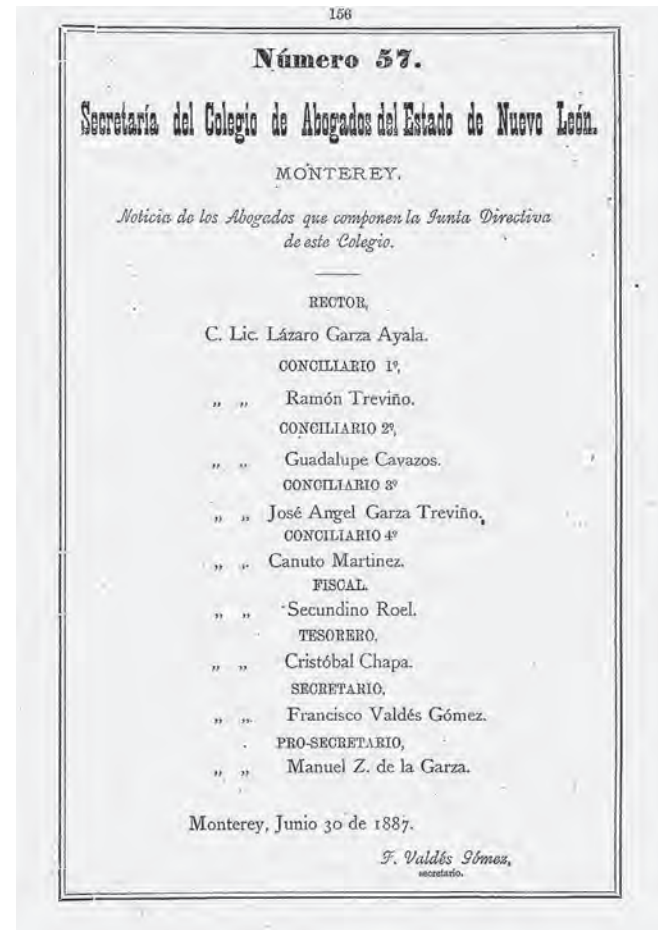 156
Número 57.
Secretaría del Colegio de Abogados del Estado de Nuevo León.
MONTEREY.
Noticia de los Abogados que componen la Junta Directiva
de este Colegio.
RECTOR,
C. Lic. Lázaro Garza Ayala.
CONCILIARIO 1º,
„ „ Ramón Treviño.
CONCILIARIO 2º,
„ „ Guadalupe Cavazos.
CONCILIARIO 3º
„ „ José Angel Garza Treviño.
CONCILIARIO 4º
„ „ Canuto Martinez.
FISCAL.
„ „ Secundino Roel.
TESORERO.
„ „ Cristóbal Chapa.
SECRETARIO,
„ „ Francisco Valdés Gómez.
PRO-SECRETARIO,
„ „ Manuel Z. de la Garza.
Monterey, Junio 30 de 1887.
F. Valdés Gómez,
secretario.